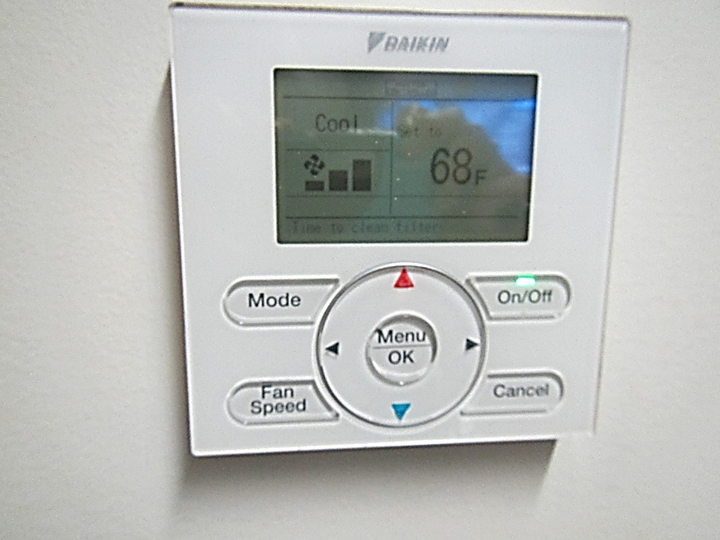 DAIKIN
Cool
Set to
68F
Time to clean filter
Mode
On/Off
Menu
OK
Fan
Speed
Cancel